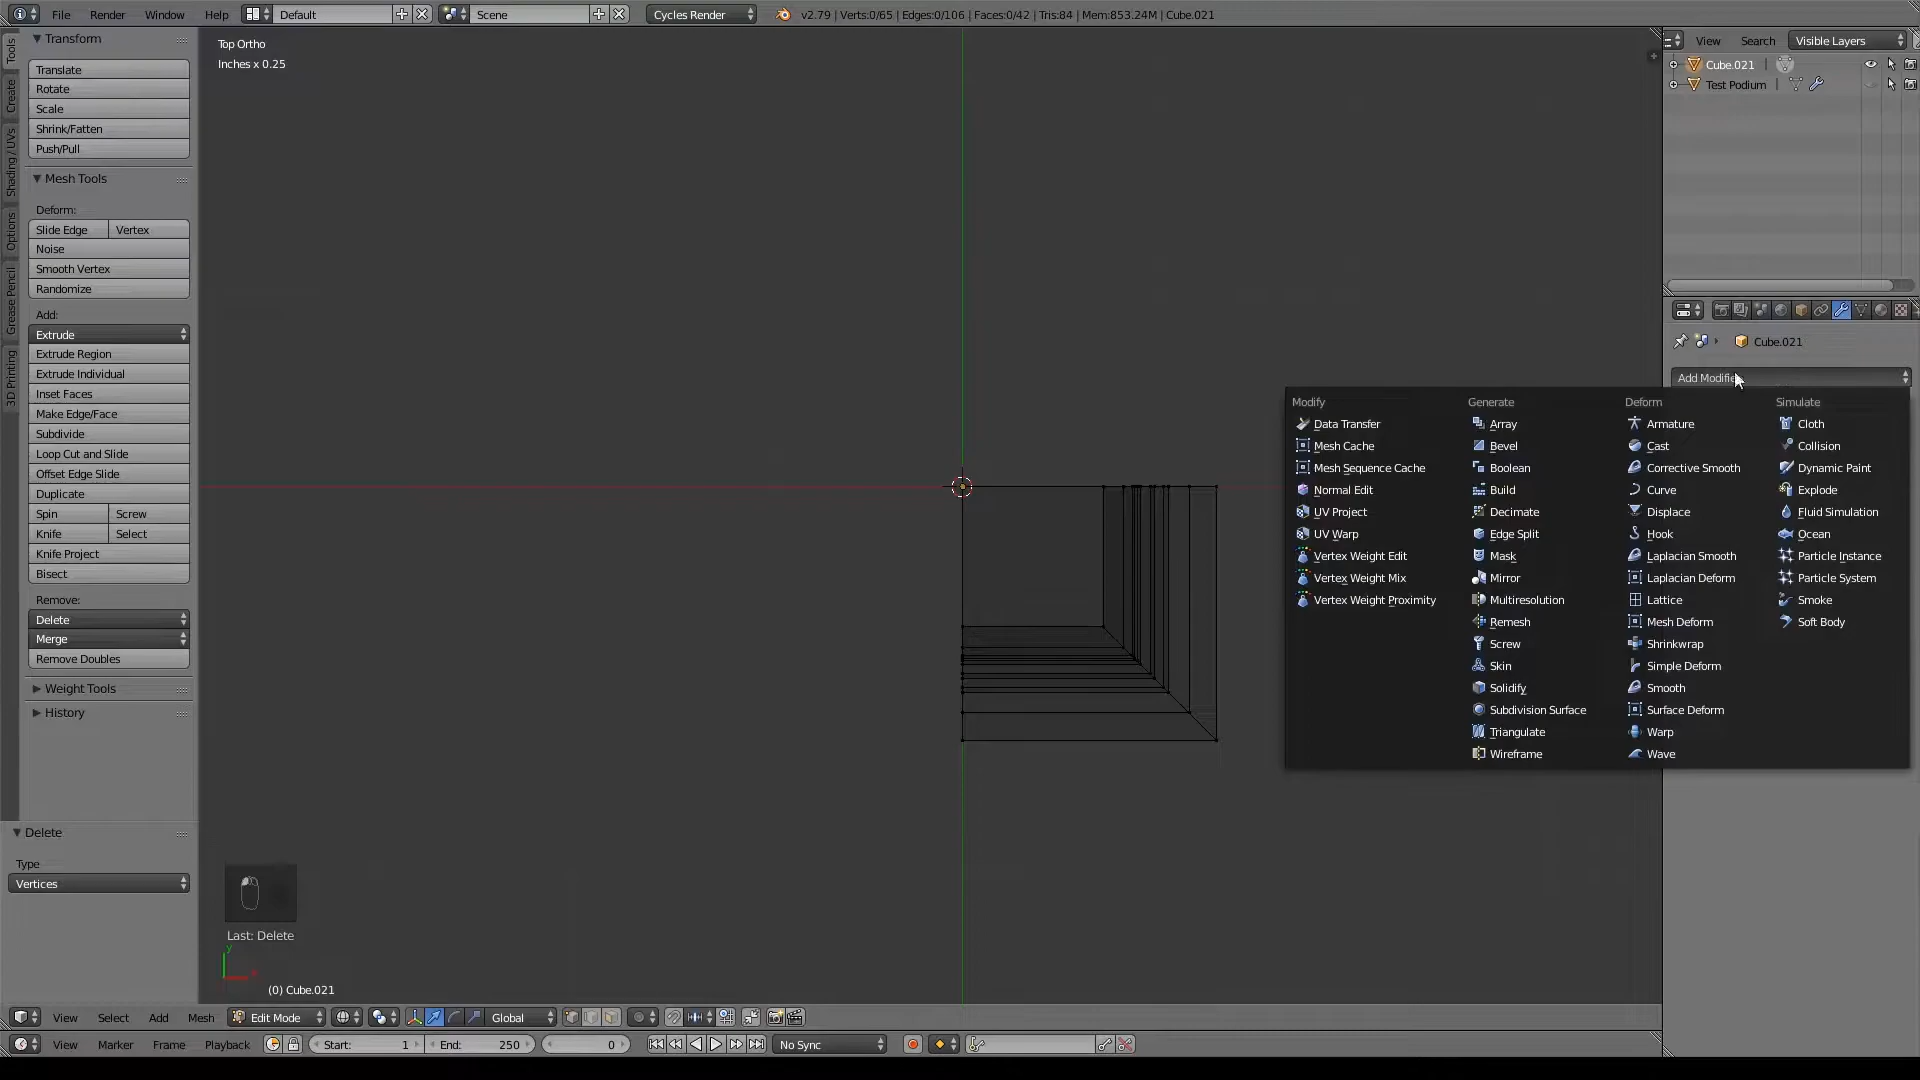 File Render Window Help Default Scene Cycles Render v2.79 | Verts:0/65 | Edges:0/106 | Faces:0/42 | Tris:84 | Mem:853.24M | Cube.021
Tools
Create
Shading / UVs
Options
Grease Pencil
3D Printing
Transform
Translate
Rotate
Scale
Shrink/Fatten
Push/Pull
Mesh Tools
Deform:
Slide Edge Vertex
Noise
Smooth Vertex
Randomize
Add:
Extrude
Extrude Region
Extrude Individual
Inset Faces
Make Edge/Face
Subdivide
Loop Cut and Slide
Offset Edge Slide
Duplicate
Spin Screw
Knife Select
Knife Project
Bisect
Remove:
Delete
Merge
Remove Doubles
Weight Tools
History
Delete
Type
Vertices
Top Ortho
Inches x 0.25
Last: Delete
y
(0) Cube.021
View Search Visible Layers
Cube.021
Test Podium
Cube.021
Add Modifie
Modify
Data Transfer
Mesh Cache
Mesh Sequence Cache
Normal Edit
UV Project
UV Warp
Vertex Weight Edit
Vertex Weight Mix
Vertex Weight Proximity
Generate
Array
Bevel
Boolean
Build
Decimate
Edge Split
Mask
Mirror
Multiresolution
Remesh
Screw
Skin
Solidify
Subdivision Surface
Triangulate
Wireframe
Deform
Armature
Cast
Corrective Smooth
Curve
Displace
Hook
Laplacian Smooth
Laplacian Deform
Lattice
Mesh Deform
Shrinkwrap
Simple Deform
Smooth
Surface Deform
Warp
Wave
Simulate
Cloth
Collision
Dynamic Paint
Explode
Fluid Simulation
Ocean
Particle Instance
Particle System
Smoke
Soft Body
View Select Add Mesh Edit Mode Global
View Marker Frame Playback Start: 1 End: 250 0 No Sync